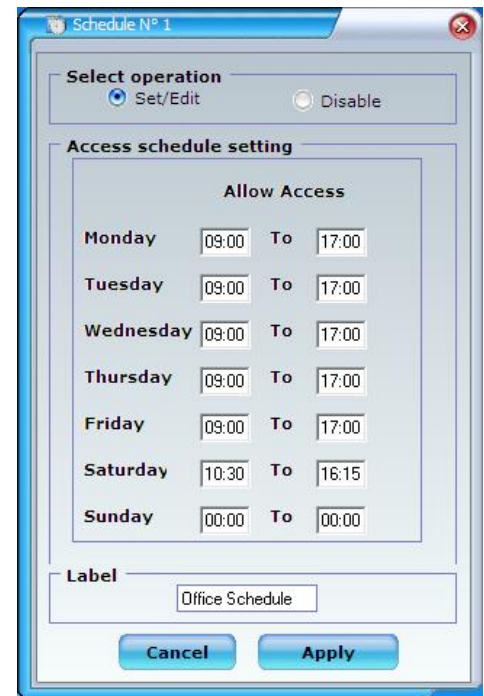 Schedule Nº 1
Select operation
Set/Edit Disable
Access schedule setting
Allow Access
Monday 09:00 To 17:00
Tuesday 09:00 To 17:00
Wednesday 09:00 To 17:00
Thursday 09:00 To 17:00
Friday 09:00 To 17:00
Saturday 10:30 To 16:15
Sunday 00:00 To 00:00
Label
Office Schedule
Cancel Apply